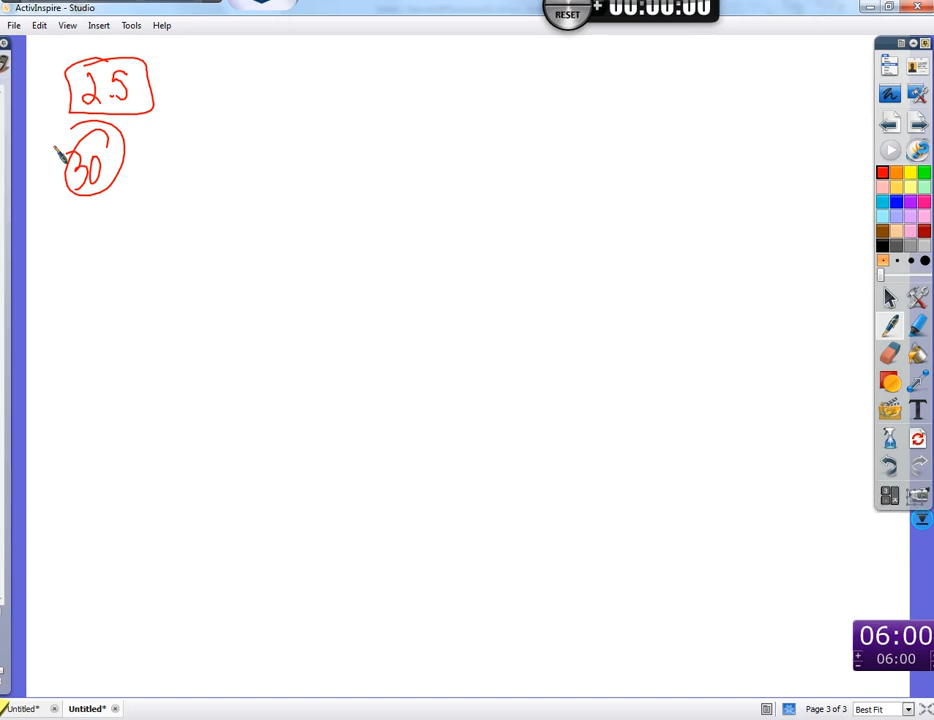 ActivInspire - Studio
RESET + 00:00:00
File Edit View Insert Tools Help
2.5
30
T
06:00
06:00
Untitled* Untitled* Page 3 of 3 Best Fit